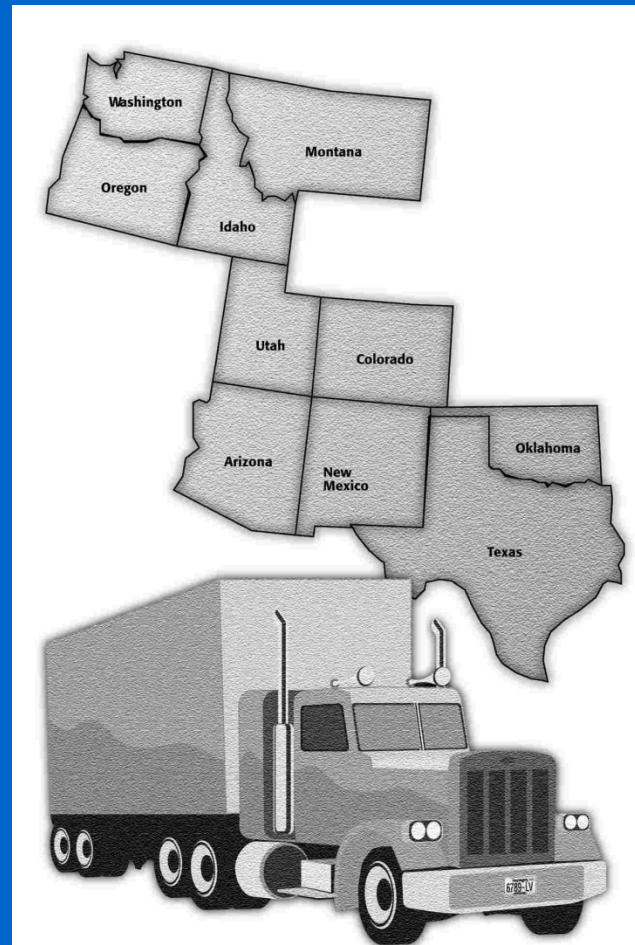 Washington
Montana
Oregon
Idaho
Utah
Colorado
Oklahoma
Arizona
New
Mexico
Texas
6789-LV